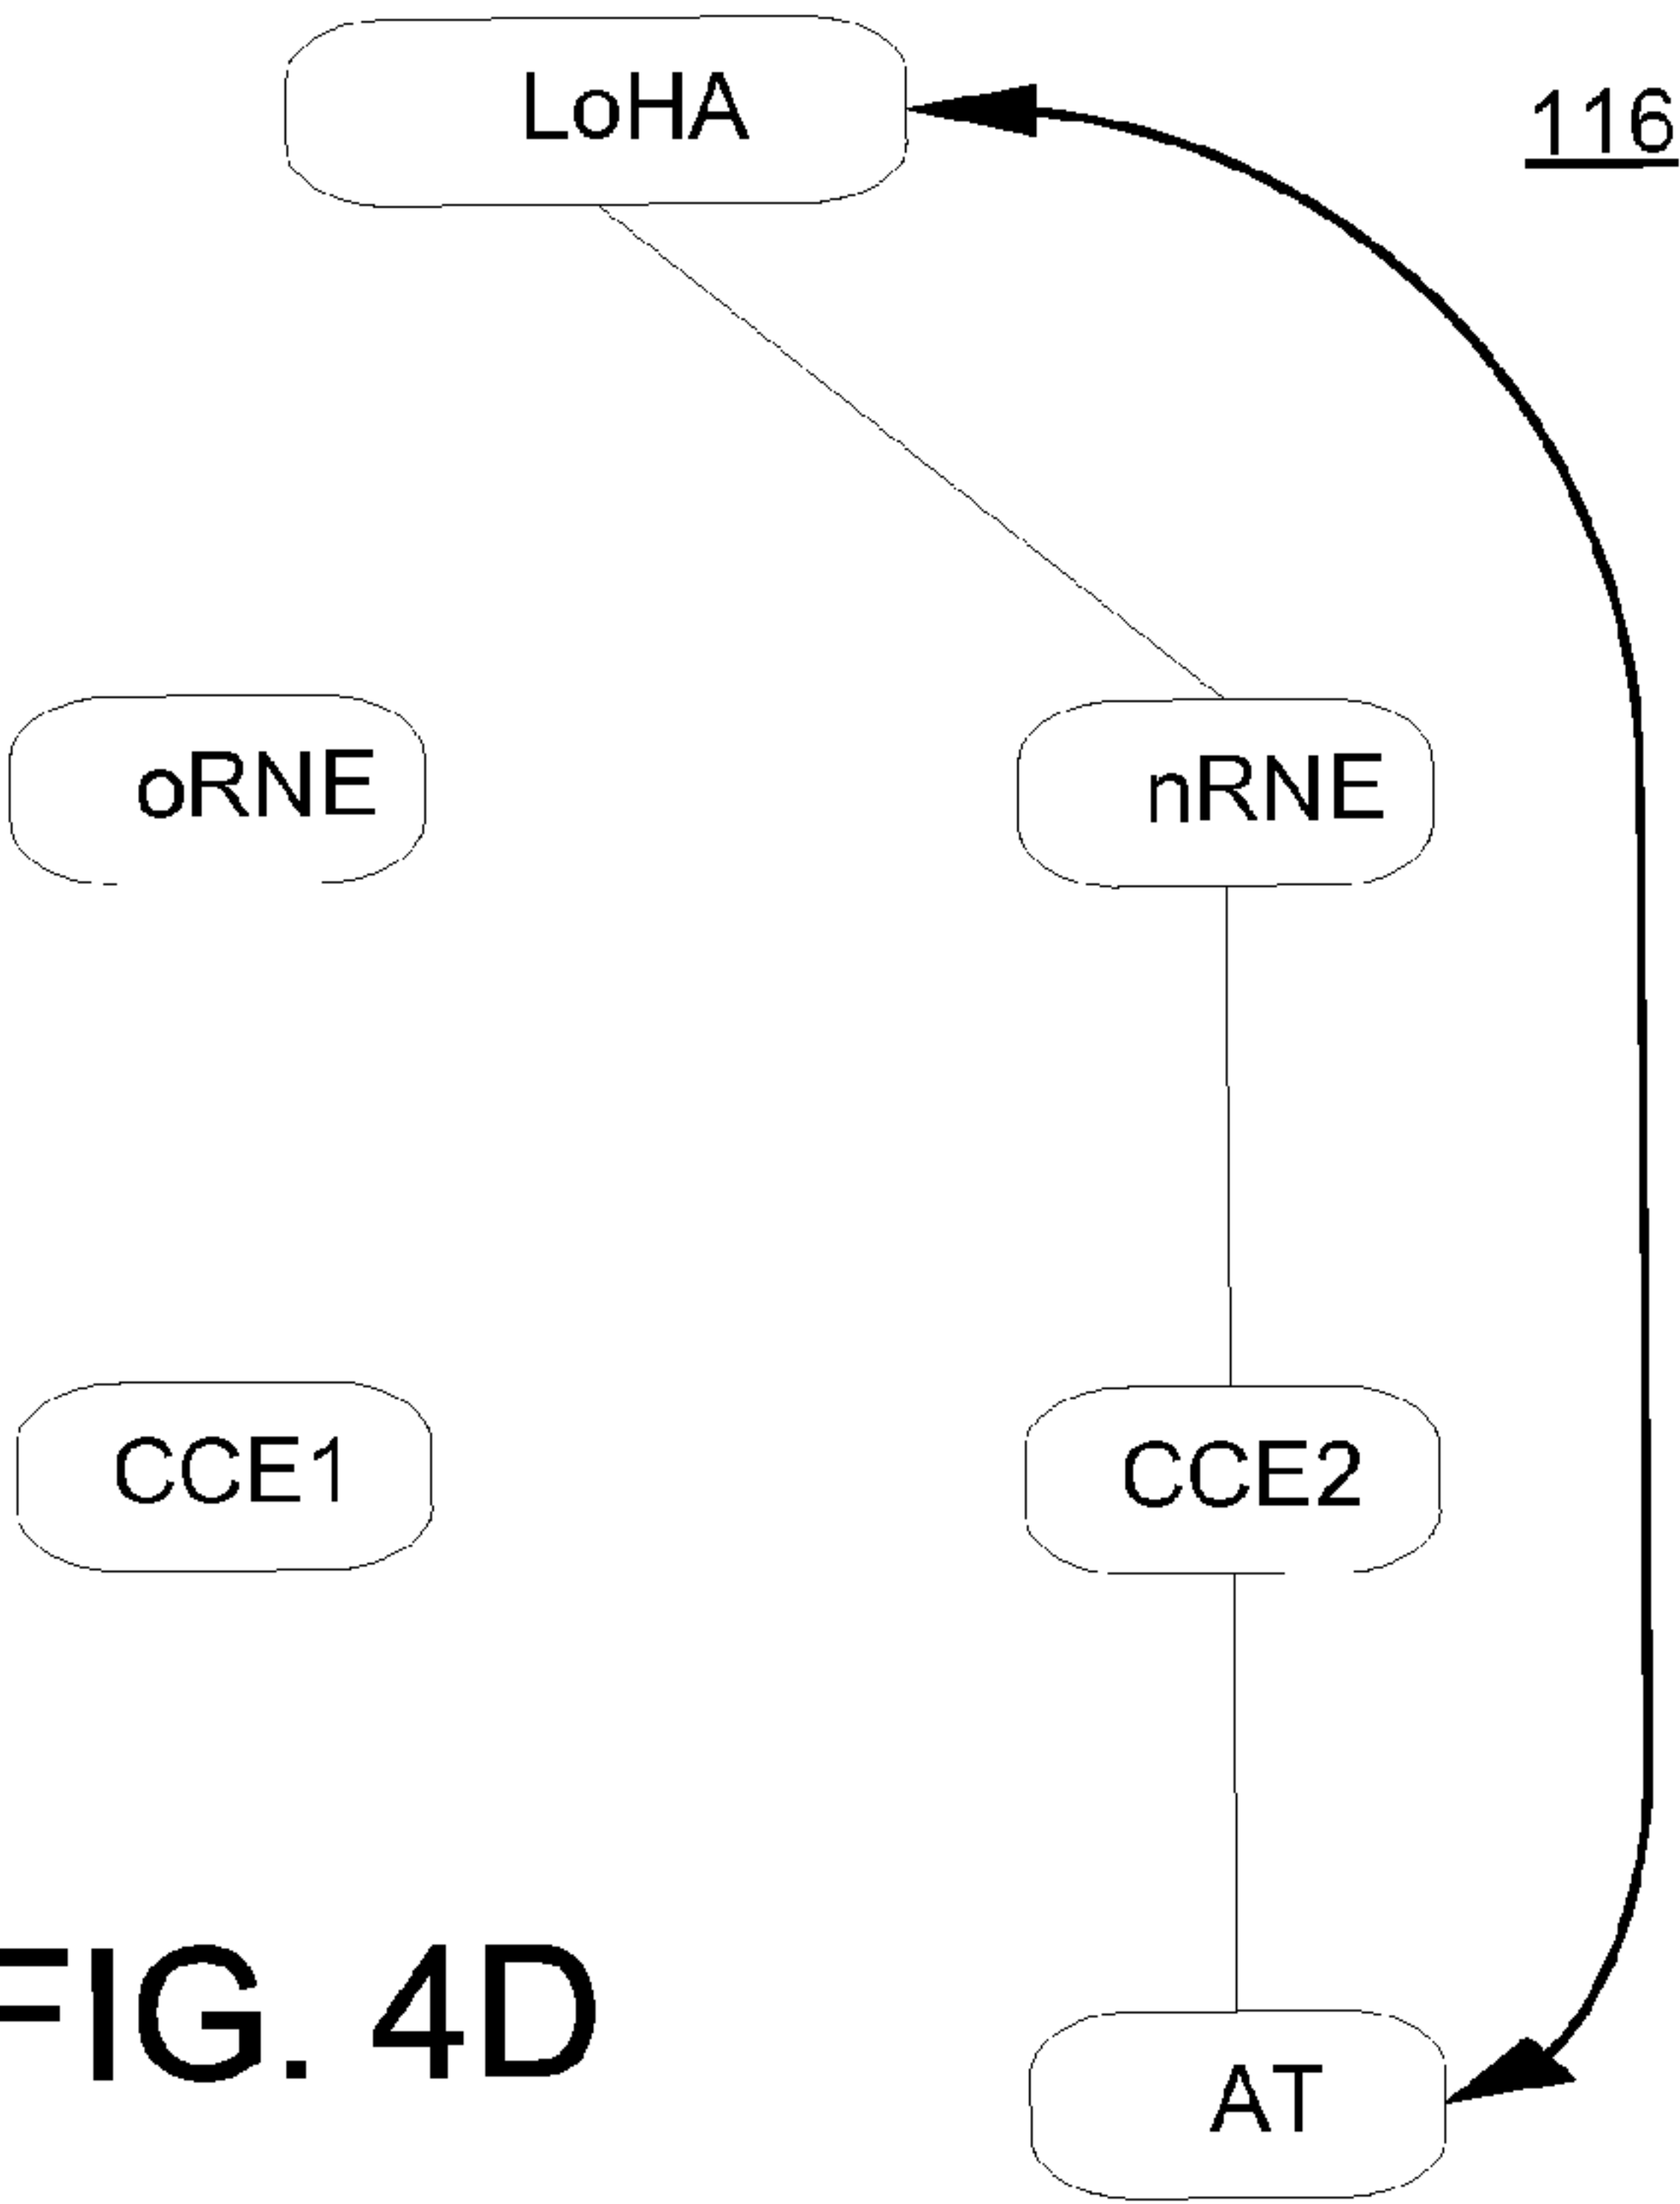 LoHA
116
oRNE
nRNE
CCE1
CCE2
FIG. 4D
AT